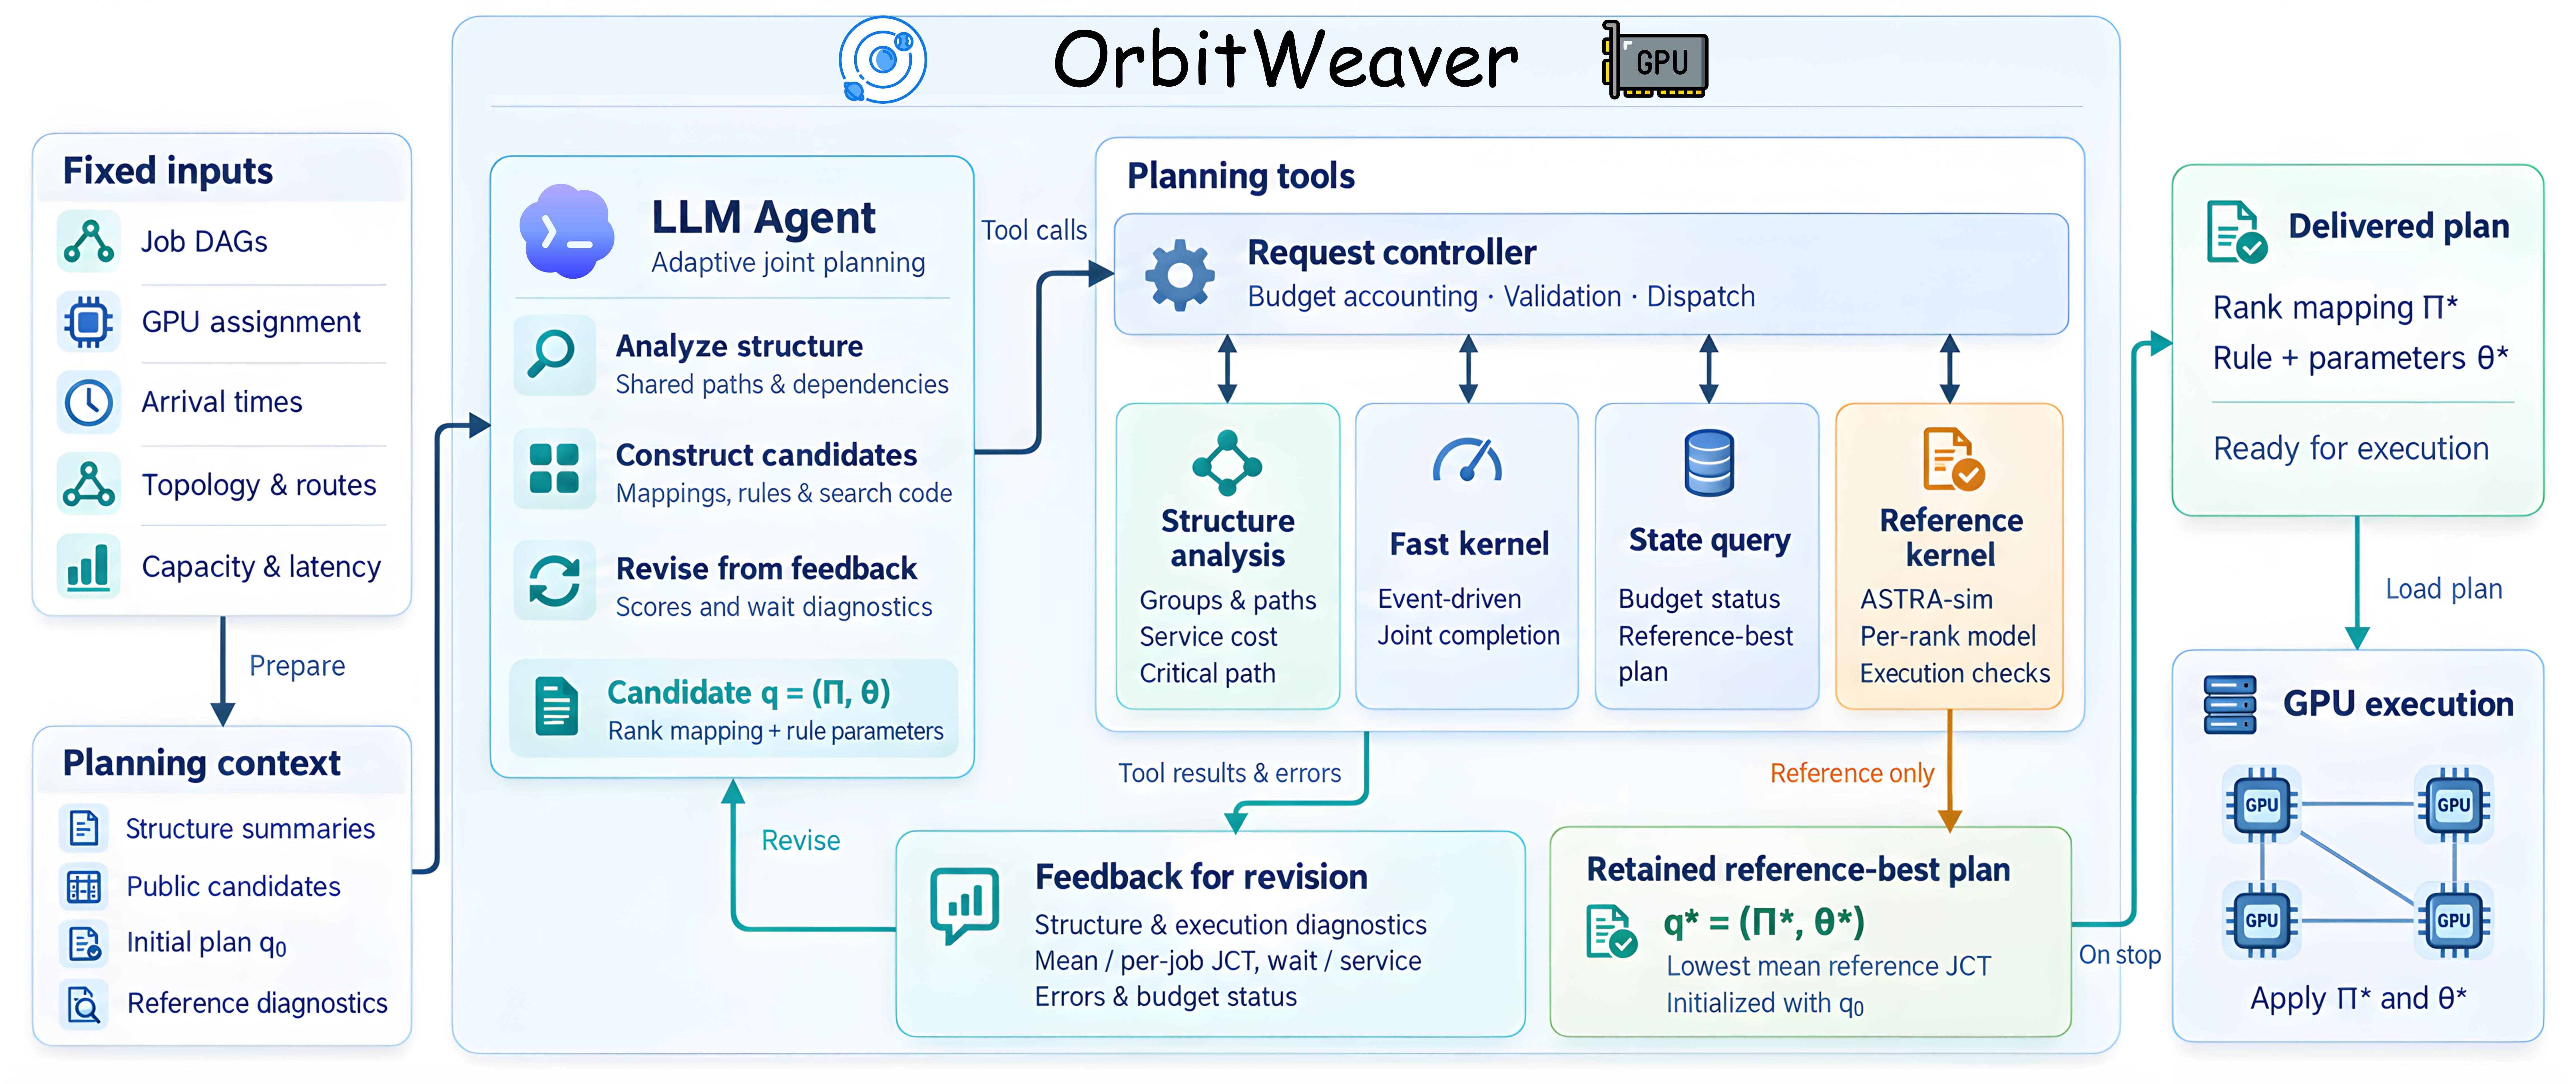 OrbitWeaver
GPU
Fixed inputs
Job DAGs
GPU assignment
Arrival times
Topology & routes
Capacity & latency
Prepare
Planning context
Structure summaries
Public candidates
Initial plan q₀
Reference diagnostics
LLM Agent
Adaptive joint planning
Analyze structure
Shared paths & dependencies
Construct candidates
Mappings, rules & search code
Revise from feedback
Scores and wait diagnostics
Candidate q = (Π, θ)
Rank mapping + rule parameters
Tool calls
Planning tools
Request controller
Budget accounting · Validation · Dispatch
Structure
analysis
Groups & paths
Service cost
Critical path
Fast kernel
Event-driven
Joint completion
State query
Budget status
Reference-best
plan
Reference
kernel
ASTRA-sim
Per-rank model
Execution checks
Tool results & errors
Reference only
Revise
Feedback for revision
Structure & execution diagnostics
Mean / per-job JCT, wait / service
Errors & budget status
Retained reference-best plan
q* = (Π*, θ*)
Lowest mean reference JCT
Initialized with q₀
On stop
Delivered plan
Rank mapping Π*
Rule + parameters θ*
Ready for execution
Load plan
GPU execution
GPU
GPU
GPU
GPU
Apply Π* and θ*